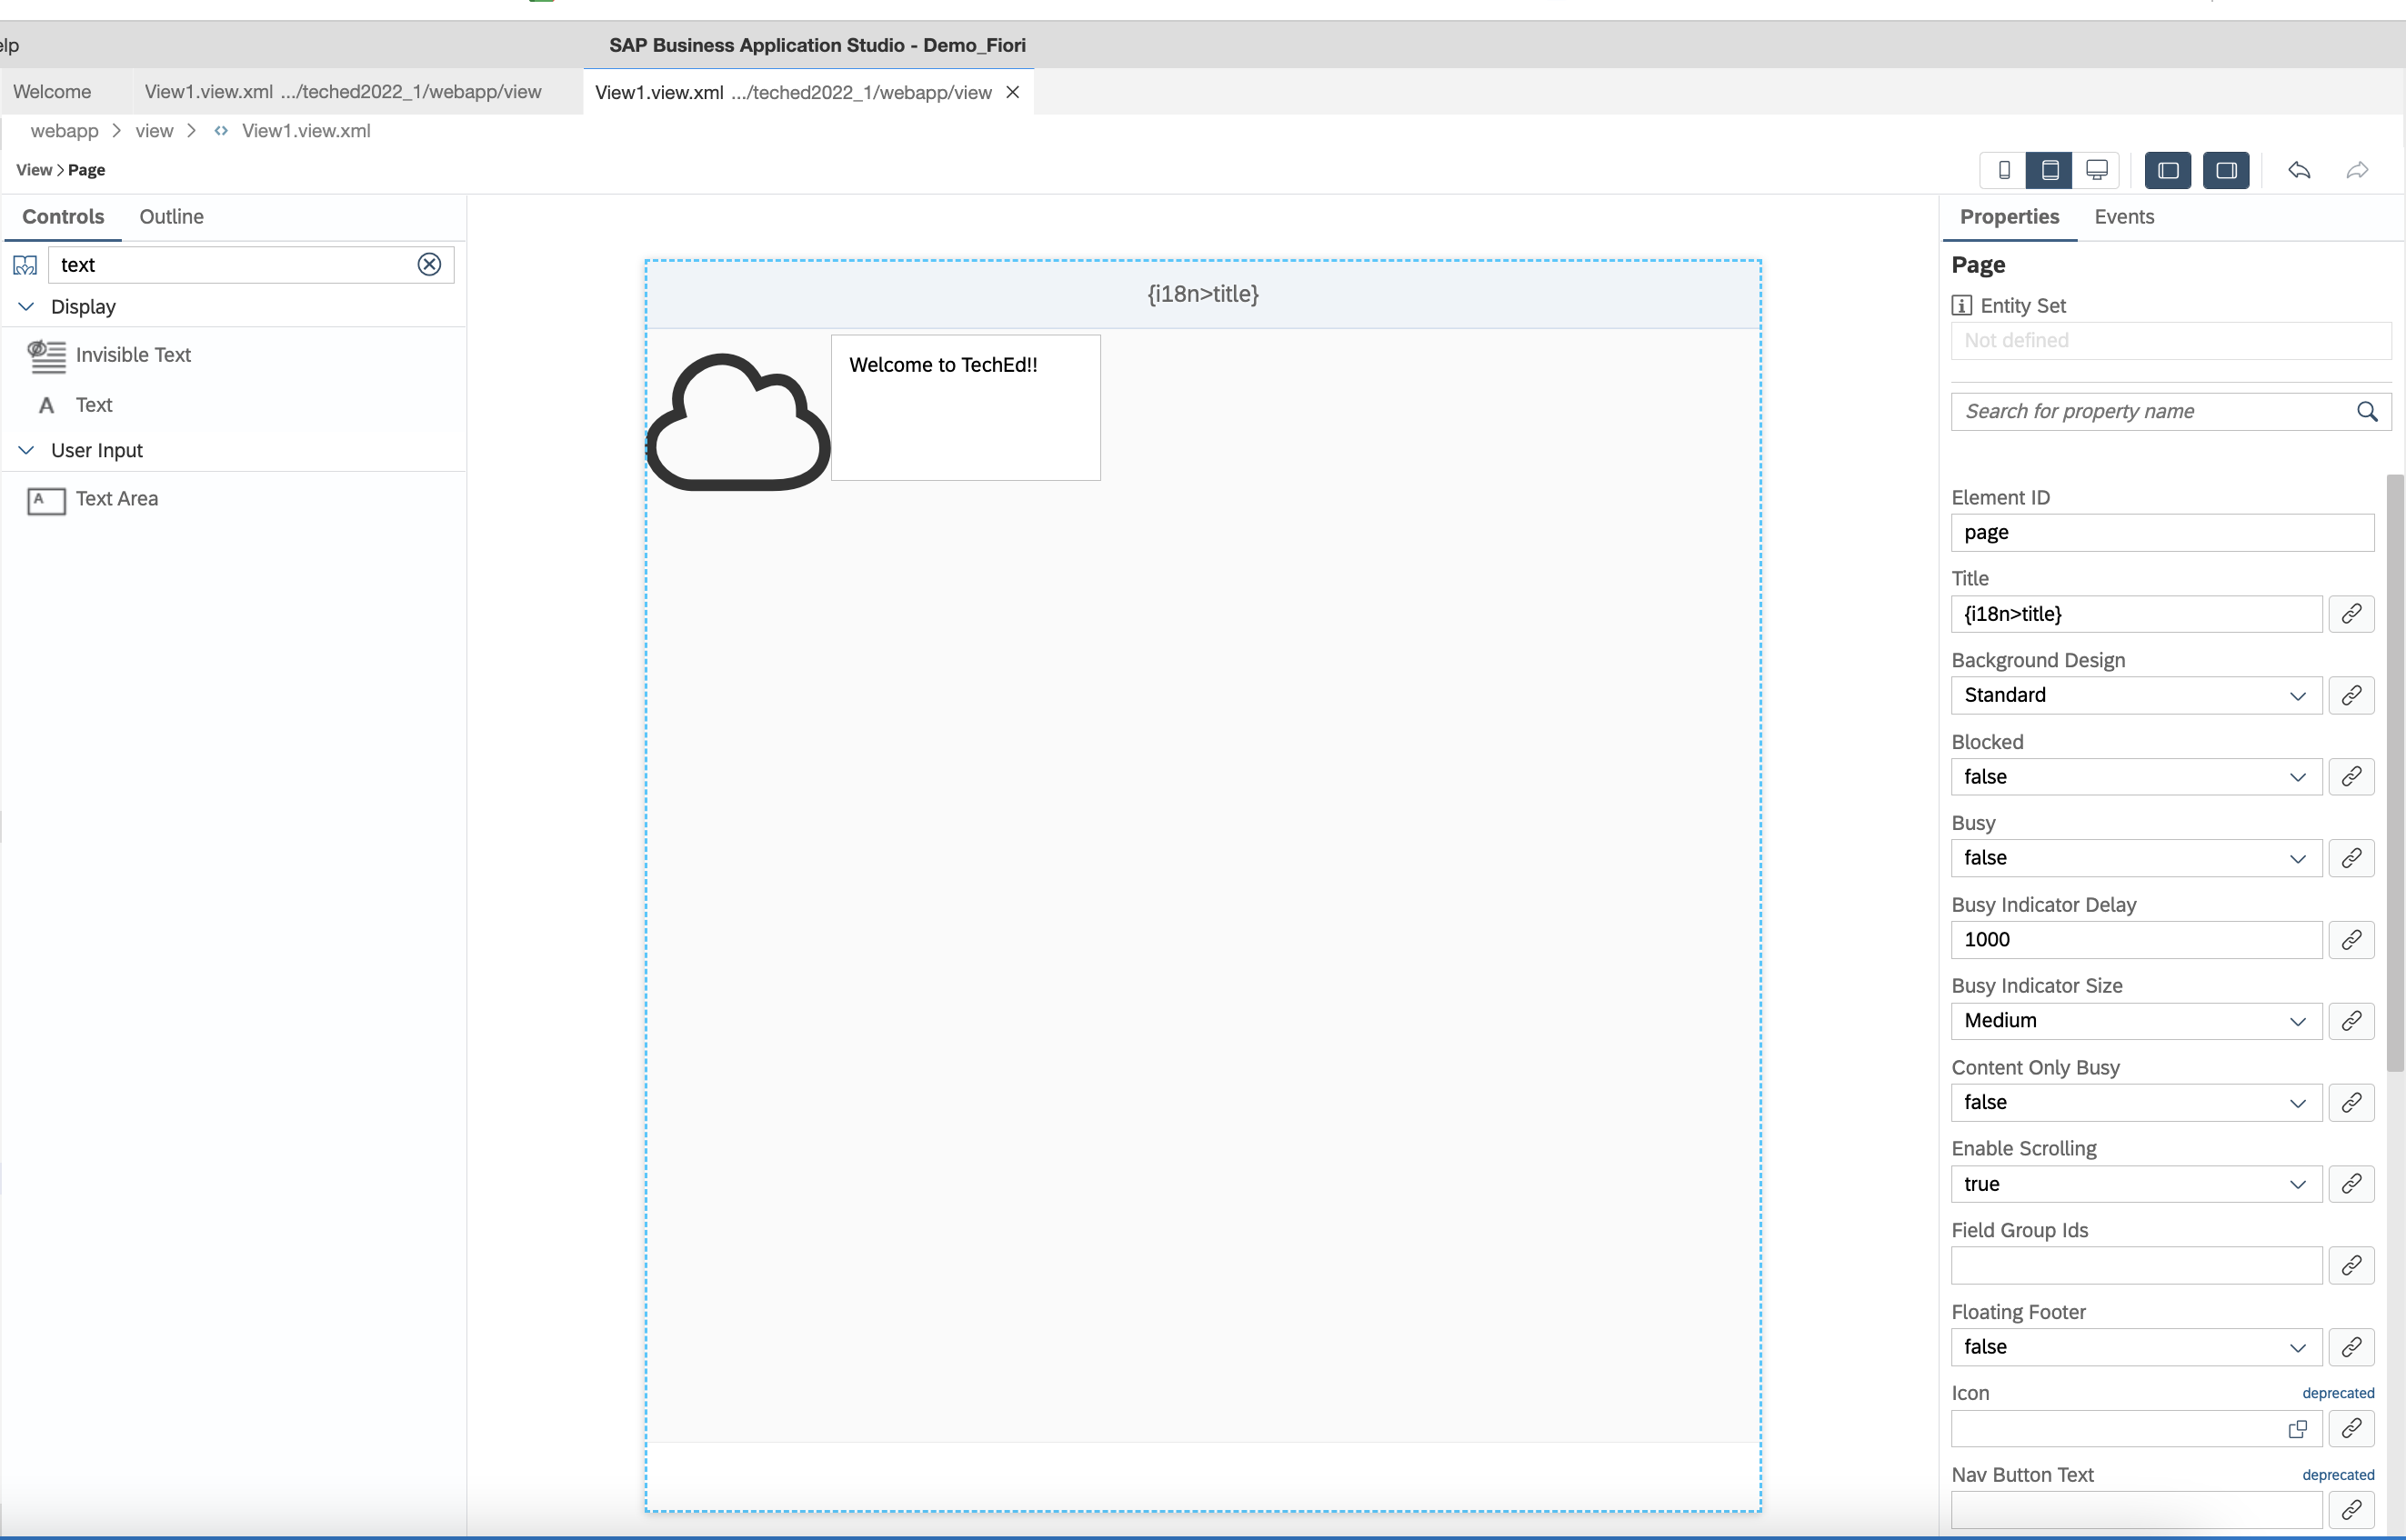 elp
SAP Business Application Studio - Demo_Fiori
Welcome
View1.view.xml .../teched2022_1/webapp/view
View1.view.xml .../teched2022_1/webapp/view
webapp > view > View1.view.xml
View > Page
Controls
Outline
text
Display
Invisible Text
A Text
User Input
A Text Area
{i18n>title}
Welcome to TechEd!!
Properties
Events
Page
i Entity Set
Not defined
Search for property name
Element ID
page
Title
{i18n>title}
Background Design
Standard
Blocked
false
Busy
false
Busy Indicator Delay
1000
Busy Indicator Size
Medium
Content Only Busy
false
Enable Scrolling
true
Field Group Ids
Floating Footer
false
Icon deprecated
Nav Button Text deprecated